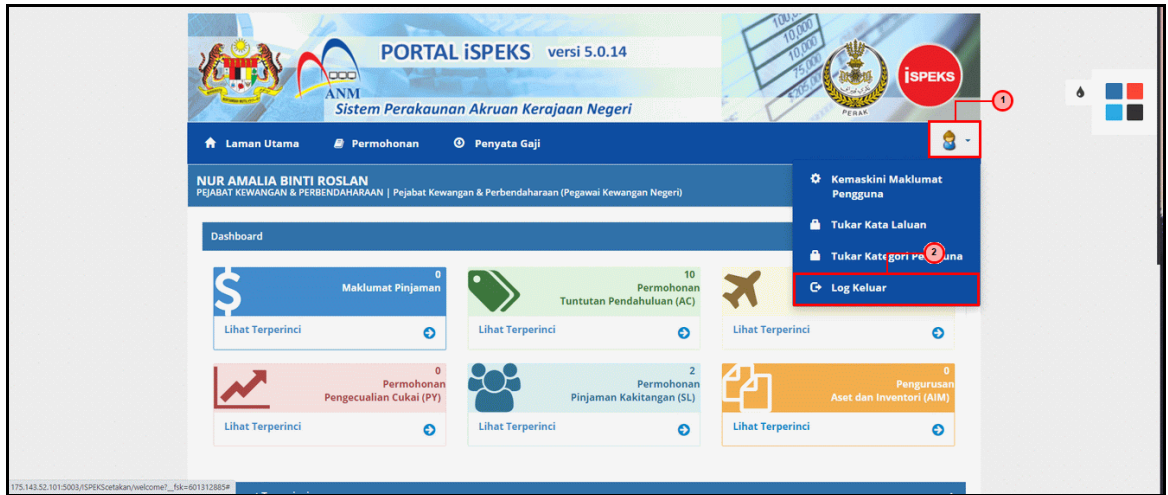 PORTAL iSPEKS versi 5.0.14
ANM
Sistem Perakaunan Akruan Kerajaan Negeri
PERAK
iSPEKS
1
Laman Utama Permohonan Penyata Gaji
NUR AMALIA BINTI ROSLAN
PEJABAT KEWANGAN & PERBENDAHARAAN | Pejabat Kewangan & Perbendaharaan (Pegawai Kewangan Negeri)
Kemaskini Maklumat
Pengguna
Tukar Kata Laluan
Tukar Kategori
2
Log Keluar
Dashboard
0
Maklumat Pinjaman
Lihat Terperinci
10
Permohonan
Tuntutan Pendahuluan (AC)
Lihat Terperinci
Lihat Terperinci
0
Permohonan
Pengecualian Cukai (PY)
Lihat Terperinci
2
Permohonan
Pinjaman Kakitangan (SL)
Lihat Terperinci
0
Pengurusan
Aset dan Inventori (AIM)
Lihat Terperinci
175.143.52.101:5003/ISPEKScetakan/welcome?__fsk=601312885#